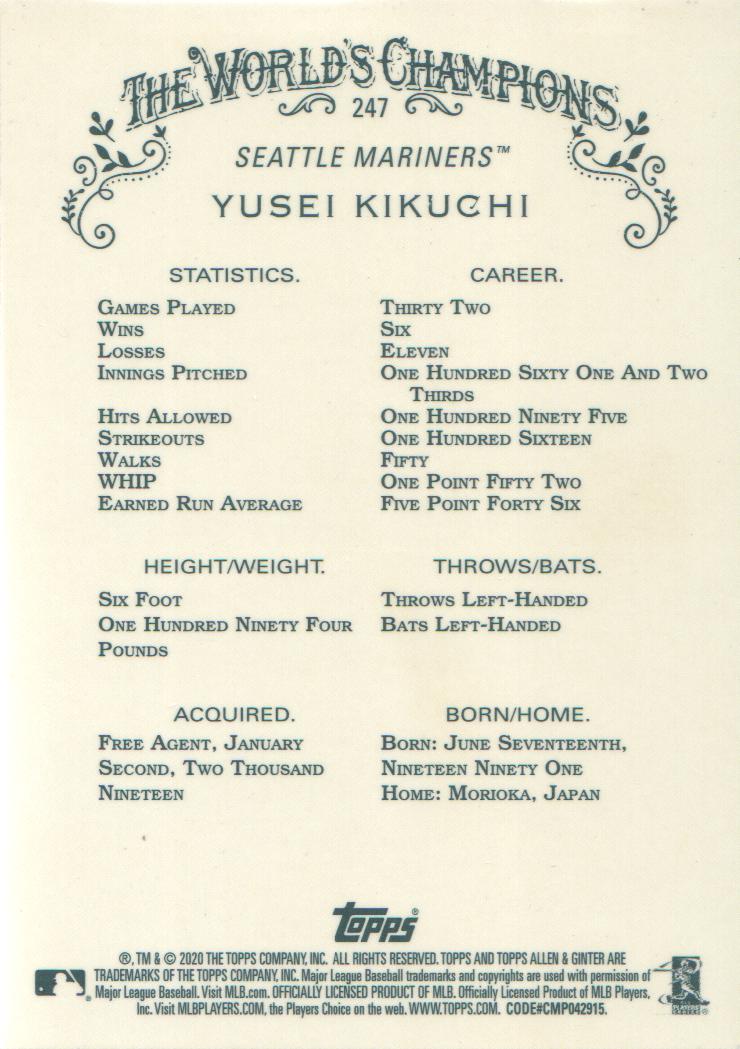 THE WORLD'S CHAMPIONS
247
SEATTLE MARINERS™
YUSEI KIKUCHI
STATISTICS. CAREER.
GAMES PLAYED THIRTY TWO
WINS SIX
LOSSES ELEVEN
INNINGS PITCHED ONE HUNDRED SIXTY ONE AND TWO
THIRDS
HITS ALLOWED ONE HUNDRED NINETY FIVE
STRIKEOUTS ONE HUNDRED SIXTEEN
WALKS FIFTY
WHIP ONE POINT FIFTY TWO
EARNED RUN AVERAGE FIVE POINT FORTY SIX
HEIGHT/WEIGHT.
SIX FOOT
ONE HUNDRED NINETY FOUR
POUNDS
THROWS/BATS.
THROWS LEFT-HANDED
BATS LEFT-HANDED
ACQUIRED.
FREE AGENT, JANUARY
SECOND, TWO THOUSAND
NINETEEN
BORN/HOME.
BORN: JUNE SEVENTEENTH,
NINETEEN NINETY ONE
HOME: MORIOKA, JAPAN
topps®
®, TM & © 2020 THE TOPPS COMPANY, INC. ALL RIGHTS RESERVED. TOPPS AND TOPPS ALLEN & GINTER ARE
TRADEMARKS OF THE TOPPS COMPANY, INC. Major League Baseball trademarks and copyrights are used with permission of
Major League Baseball. Visit MLB.com. OFFICIALLY LICENSED PRODUCT OF MLB. Officially Licensed Product of MLB Players,
Inc. Visit MLBPLAYERS.COM, the Players Choice on the web. WWW.TOPPS.COM. CODE#CMP042915.